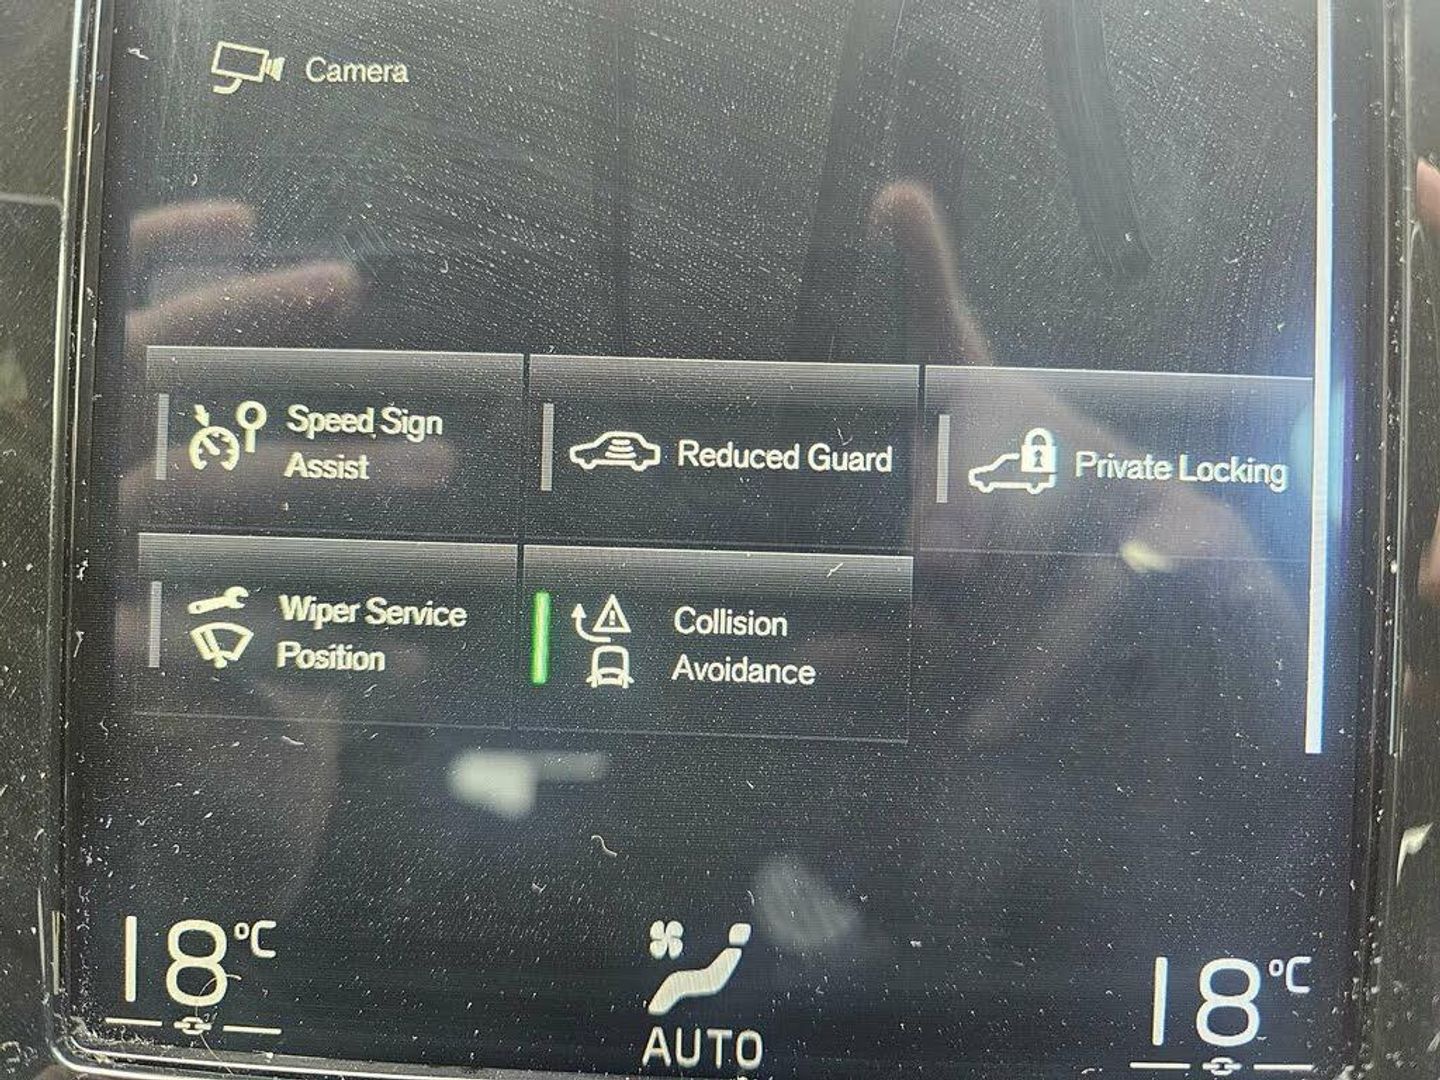 Camera
Speed Sign
Assist
Reduced Guard
Private Locking
Wiper Service
Position
Collision
Avoidance
18°C
AUTO
18°C